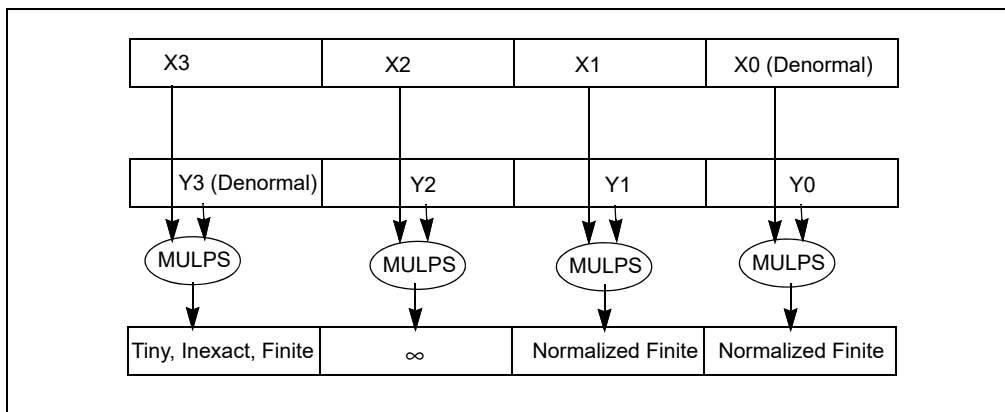 X3 X2 X1 X0 (Denormal)
Y3 (Denormal) Y2 Y1 Y0
MULPS MULPS MULPS MULPS
Tiny, Inexact, Finite ∞ Normalized Finite Normalized Finite